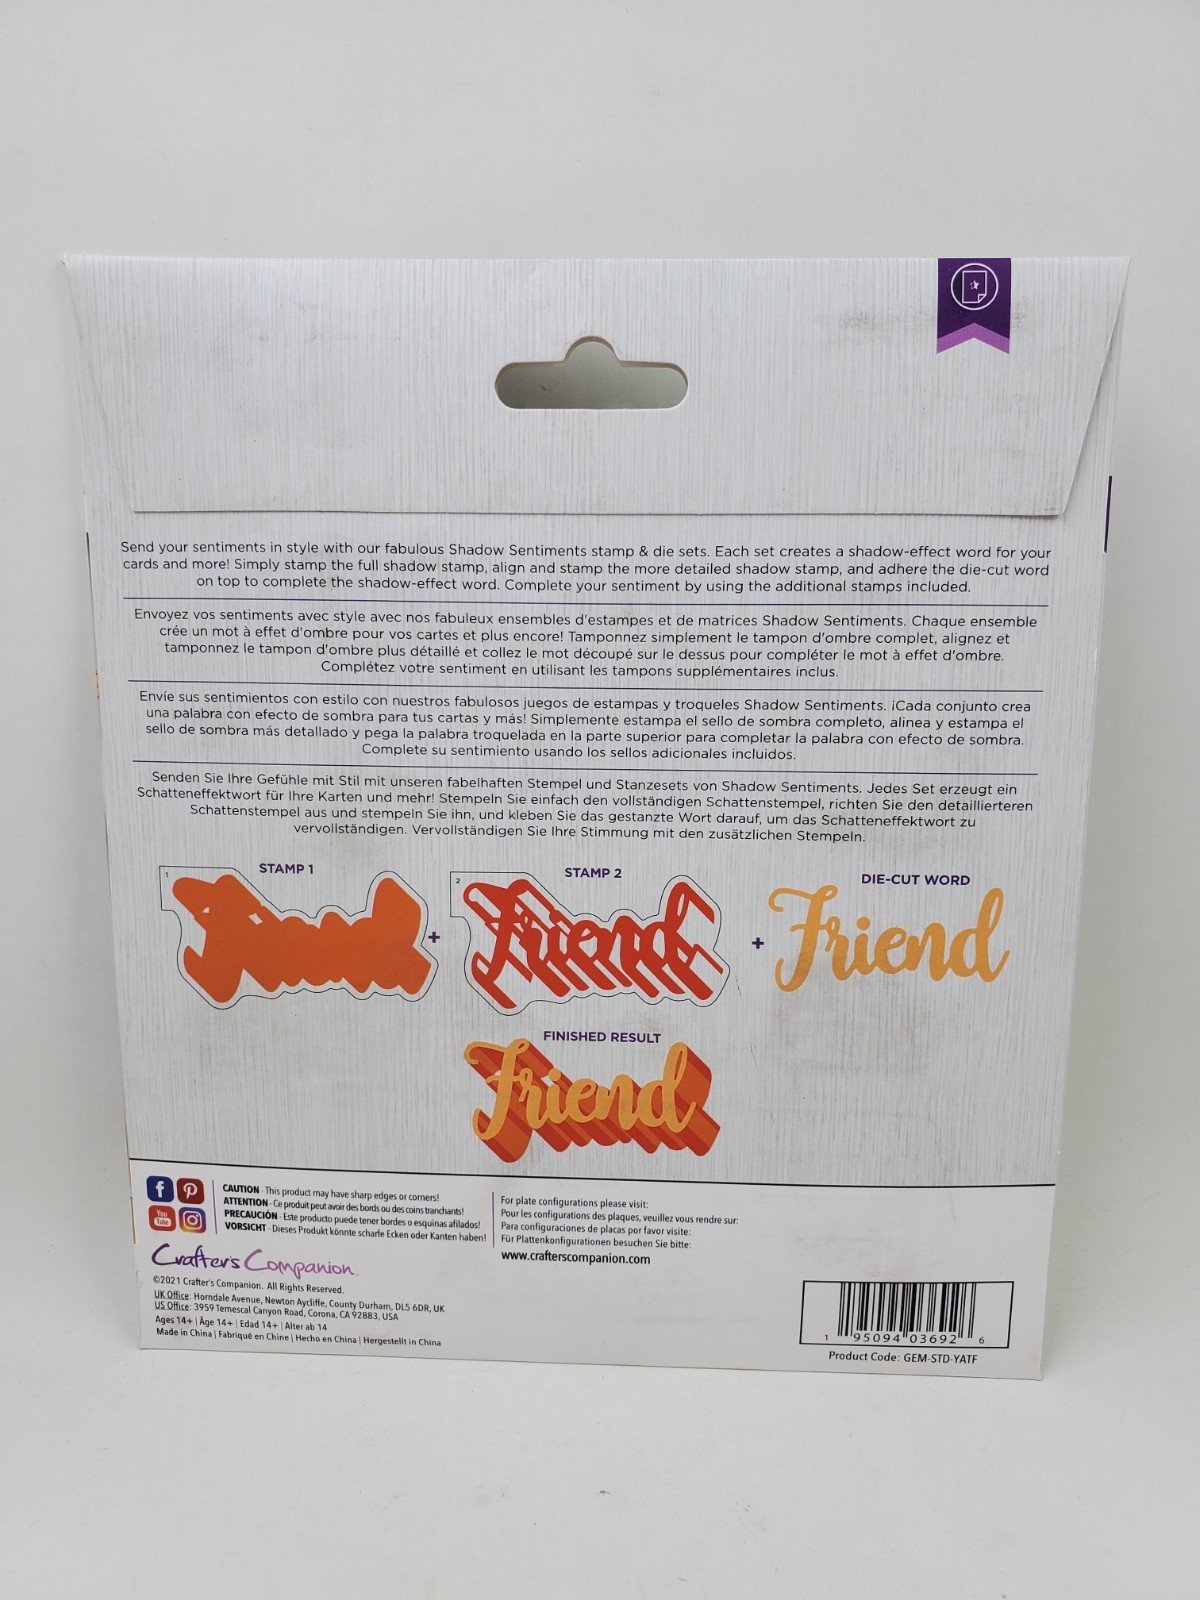 Send your sentiments in style with our fabulous Shadow Sentiments stamp & die sets. Each set creates a shadow-effect word for your
cards and more! Simply stamp the full shadow stamp, align and stamp the more detailed shadow stamp, and adhere the die-cut word
on top to complete the shadow-effect word. Complete your sentiment by using the additional stamps included.
Envoyez vos sentiments avec style avec nos fabuleux ensembles d'estampes et de matrices Shadow Sentiments. Chaque ensemble
crée un mot à effet d'ombre pour vos cartes et plus encore! Tamponnez simplement le tampon d'ombre complet, alignez et
tamponnez le tampon d'ombre plus détaillé et collez le mot découpé sur le dessus pour compléter le mot à effet d'ombre.
Complétez votre sentiment en utilisant les tampons supplémentaires inclus.
Envíe sus sentimientos con estilo con nuestros fabulosos juegos de estampas y troqueles Shadow Sentiments. ¡Cada conjunto crea
una palabra con efecto de sombra para tus cartas y más! Simplemente estampa el sello de sombra completo, alinea y estampa el
sello de sombra más detallado y pega la palabra troquelada en la parte superior para completar la palabra con efecto de sombra.
Complete su sentimiento usando los sellos adicionales incluidos.
Senden Sie Ihre Gefühle mit Stil mit unseren fabelhaften Stempel und Stanzesets von Shadow Sentiments. Jedes Set erzeugt ein
Schatteneffektwort für Ihre Karten und mehr! Stempeln Sie einfach den vollständigen Schattenstempel, richten Sie den detaillierteren
Schattenstempel aus und stempeln Sie ihn, und kleben Sie das gestanzte Wort darauf, um das Schatteneffektwort zu
vervollständigen. Vervollständigen Sie Ihre Stimmung mit den zusätzlichen Stempeln.
STAMP 1
STAMP 2
DIE-CUT WORD
1
+
2
Friend
+
Friend
FINISHED RESULT
Friend
You Tube
CAUTION - This product may have sharp edges or corners!
ATTENTION - Ce produit peut avoir des bords ou des coins tranchants!
PRECAUCIÓN - Este producto puede tener bordes o esquinas afilados!
VORSICHT - Dieses Produkt könnte scharfe Ecken oder Kanten haben!
For plate configurations please visit:
Pour les configurations des plaques, veuillez vous rendre sur:
Para configuraciones de placas por favor visite:
Für Plattenkonfigurationen besuchen Sie bitte:
www.crafterscompanion.com
Crafter's Companion
©2021 Crafter's Companion. All Rights Reserved.
UK Office: Horndale Avenue, Newton Aycliffe, County Durham, DL5 6DR, UK
US Office: 3959 Temescal Canyon Road, Corona, CA 92883, USA
Ages 14+ | Âge 14+ | Edad 14+ | Alter ab 14
Made in China | Fabriqué en Chine | Hecho en China | Hergestellt in China
1 95094 03692 6
Product Code: GEM-STD-YATF